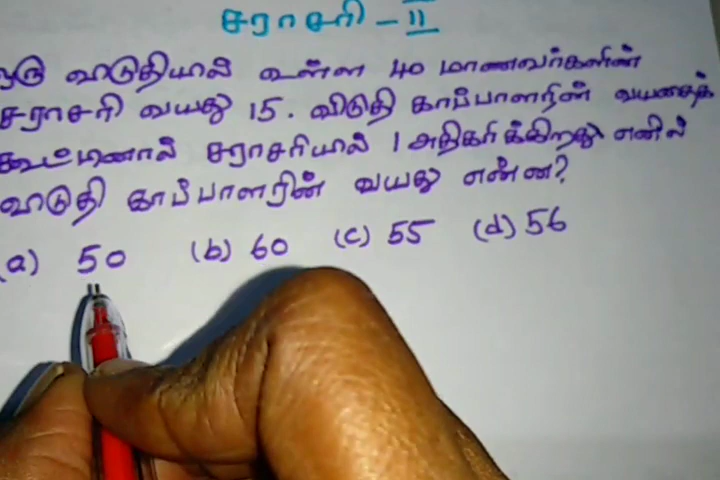 சராசரி - II
ஒரு விடுதியில் உள்ள 40 மாணவர்களின்
சராசரி வயது 15. விடுதி காப்பாளரின் வயதைக்
கூட்டினால் சராசரியில் 1 அதிகரிக்கிறது எனில்
விடுதி காப்பாளரின் வயது என்ன?
(a) 50 (b) 60 (c) 55 (d) 56